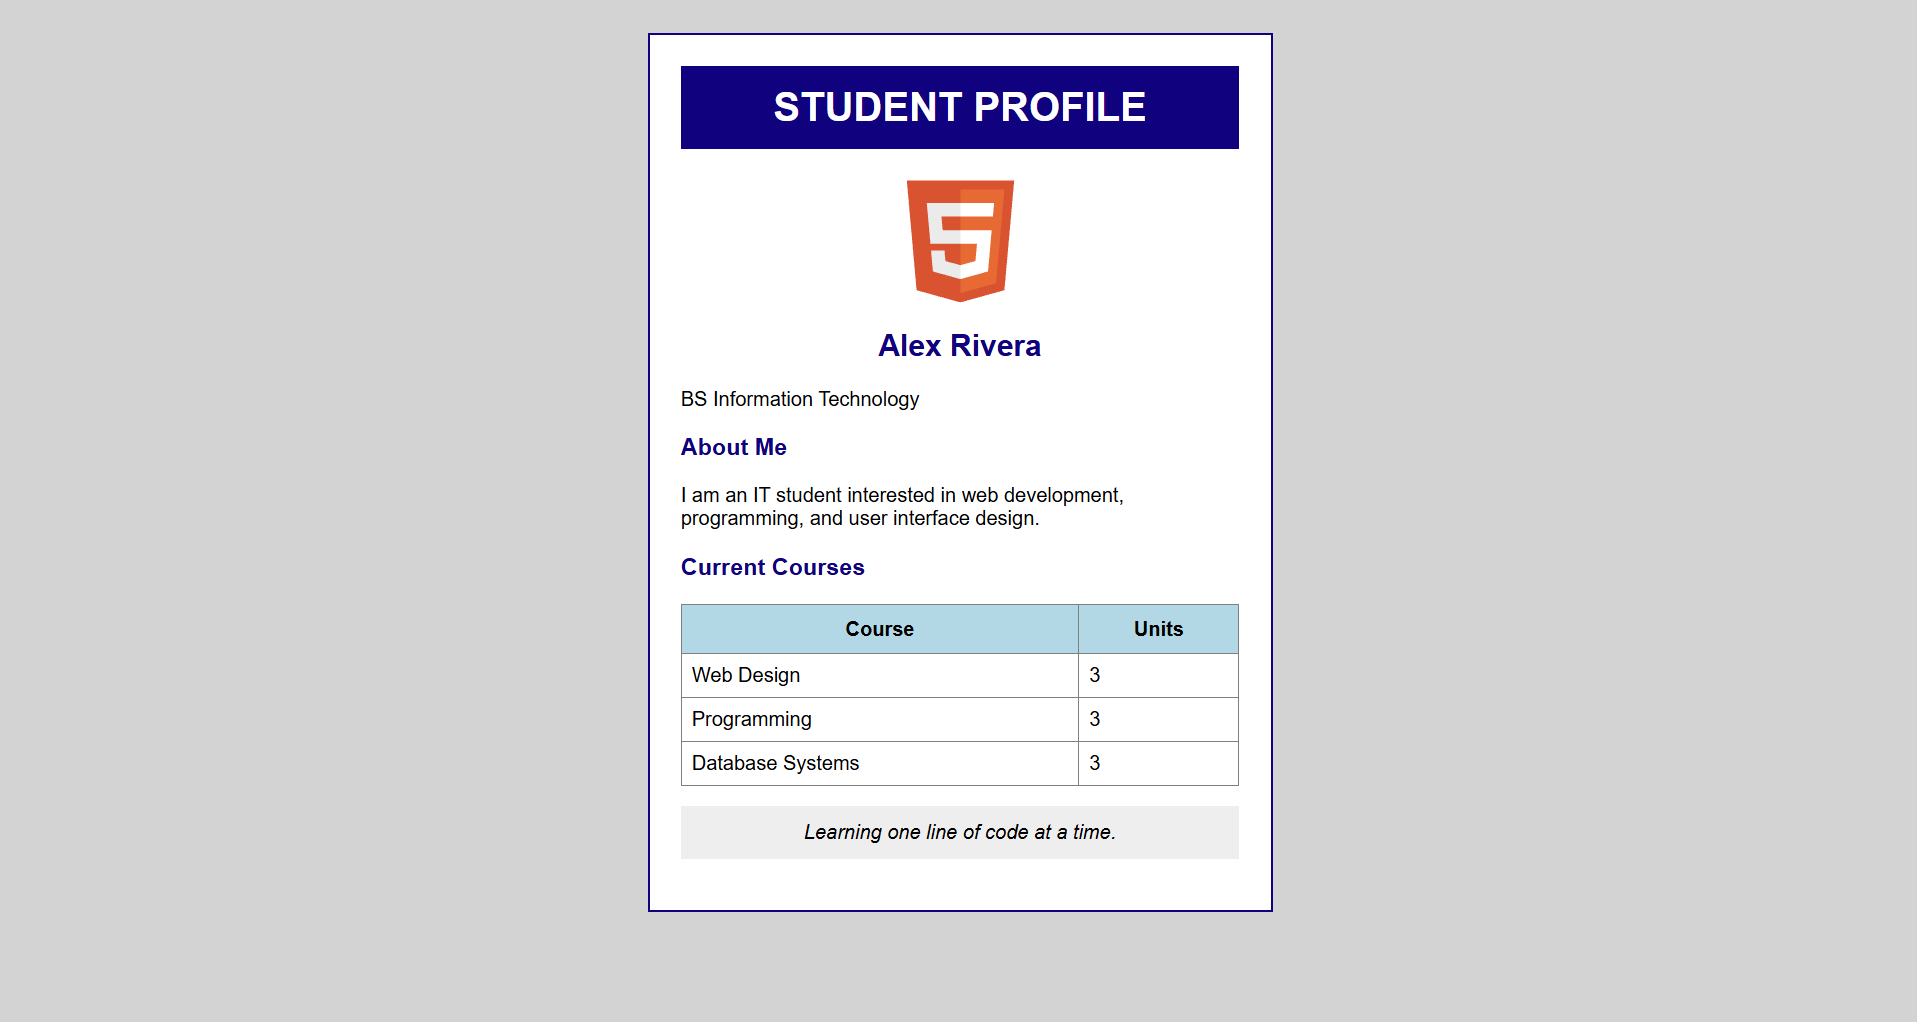 STUDENT PROFILE
5
Alex Rivera
BS Information Technology
About Me
I am an IT student interested in web development,
programming, and user interface design.
Current Courses
Course Units
Web Design 3
Programming 3
Database Systems 3
Learning one line of code at a time.